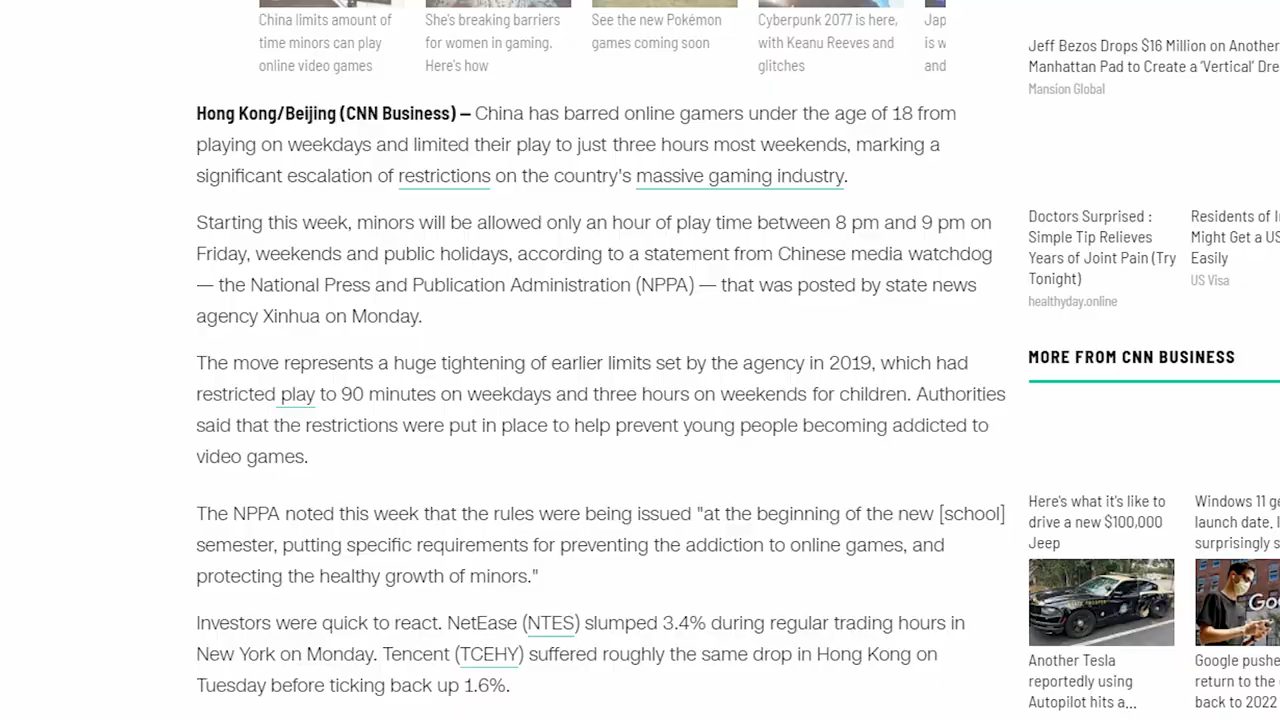 China limits amount of
time minors can play
online video games
She's breaking barriers
for women in gaming.
Here's how
See the new Pokémon
games coming soon
Cyberpunk 2077 is here,
with Keanu Reeves and
glitches
Jap
is w
and
Hong Kong/Beijing (CNN Business) — China has barred online gamers under the age of 18 from
playing on weekdays and limited their play to just three hours most weekends, marking a
significant escalation of restrictions on the country's massive gaming industry.
Starting this week, minors will be allowed only an hour of play time between 8 pm and 9 pm on
Friday, weekends and public holidays, according to a statement from Chinese media watchdog
— the National Press and Publication Administration (NPPA) — that was posted by state news
agency Xinhua on Monday.
The move represents a huge tightening of earlier limits set by the agency in 2019, which had
restricted play to 90 minutes on weekdays and three hours on weekends for children. Authorities
said that the restrictions were put in place to help prevent young people becoming addicted to
video games.
The NPPA noted this week that the rules were being issued "at the beginning of the new [school]
semester, putting specific requirements for preventing the addiction to online games, and
protecting the healthy growth of minors."
Investors were quick to react. NetEase (NTES) slumped 3.4% during regular trading hours in
New York on Monday. Tencent (TCEHY) suffered roughly the same drop in Hong Kong on
Tuesday before ticking back up 1.6%.
Jeff Bezos Drops $16 Million on Another
Manhattan Pad to Create a 'Vertical' Dre
Mansion Global
Doctors Surprised :
Simple Tip Relieves
Years of Joint Pain (Try
Tonight)
healthyday.online
Residents of I
Might Get a US
Easily
US Visa
MORE FROM CNN BUSINESS
Here's what it's like to
drive a new $100,000
Jeep
Windows 11 ge
launch date. I
surprisingly s
Go
Another Tesla
reportedly using
Autopilot hits a...
Google pushe
return to the
back to 2022